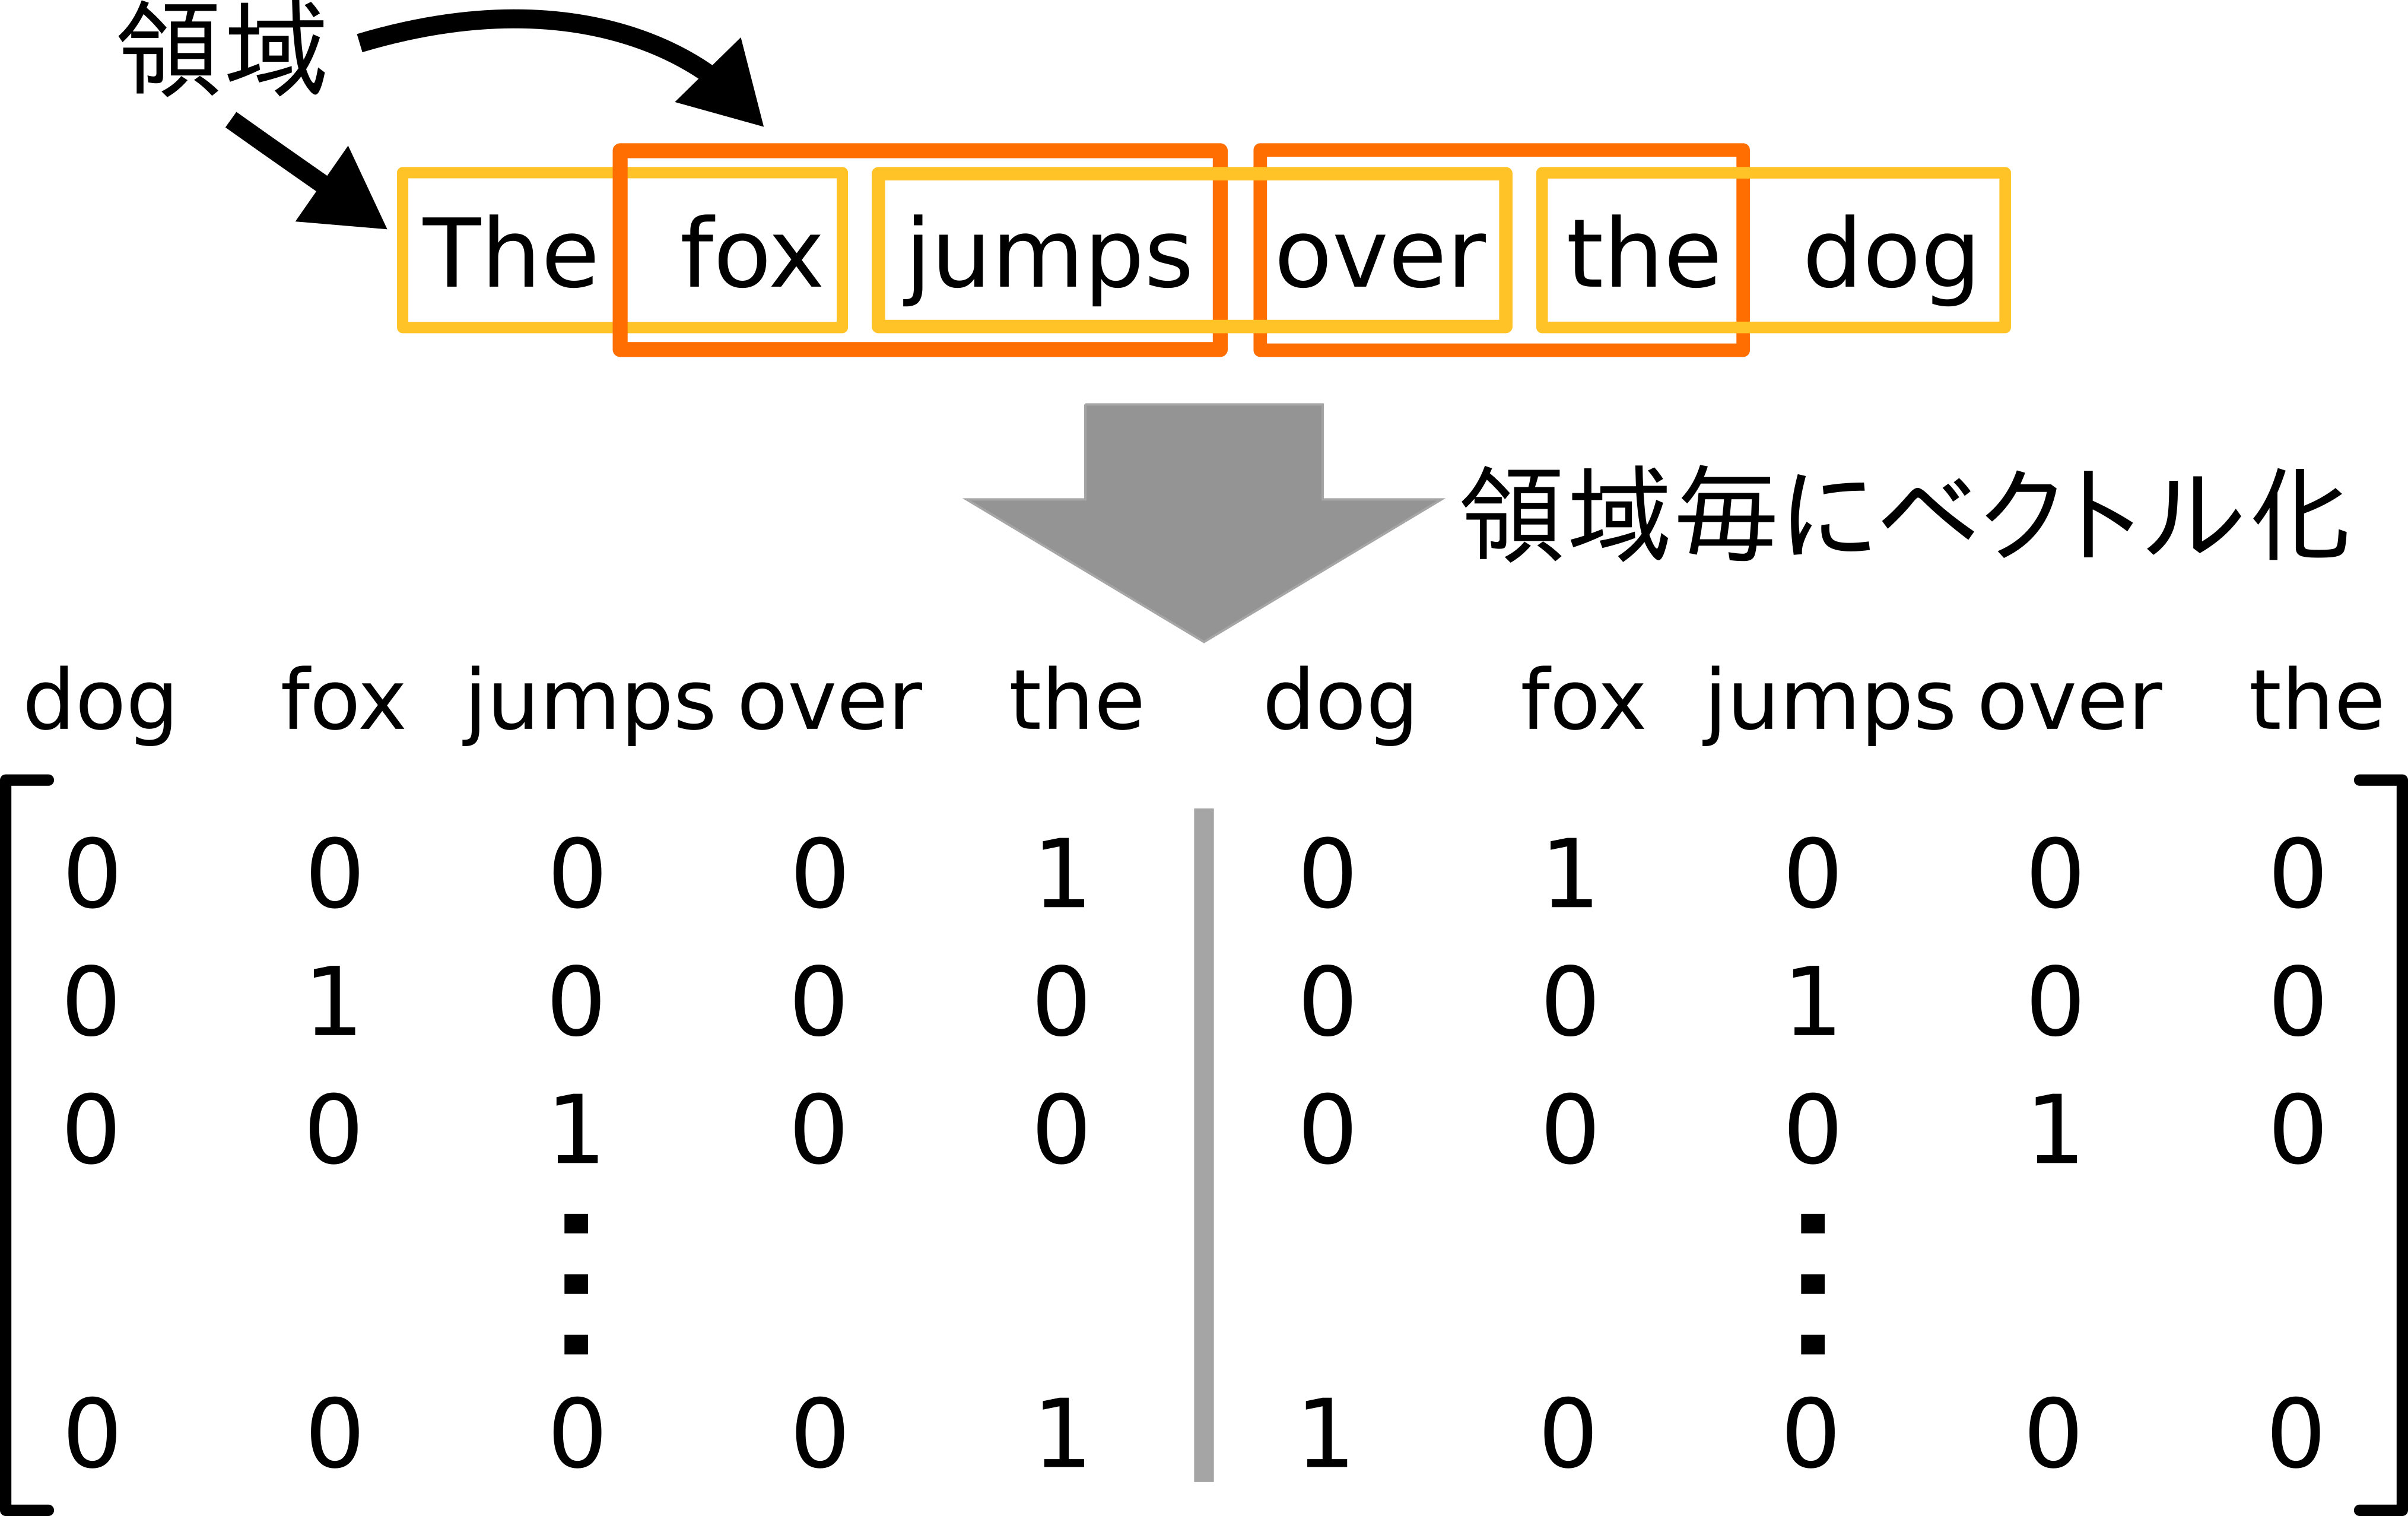 領域
The fox jumps over the dog
領域毎にベクトル化
dog fox jumps over the dog fox jumps over the
0 0 0 0 1 0 1 0 0 0
0 1 0 0 0 0 0 1 0 0
0 0 1 0 0 0 0 0 1 0
0 0 0 0 1 1 0 0 0 0